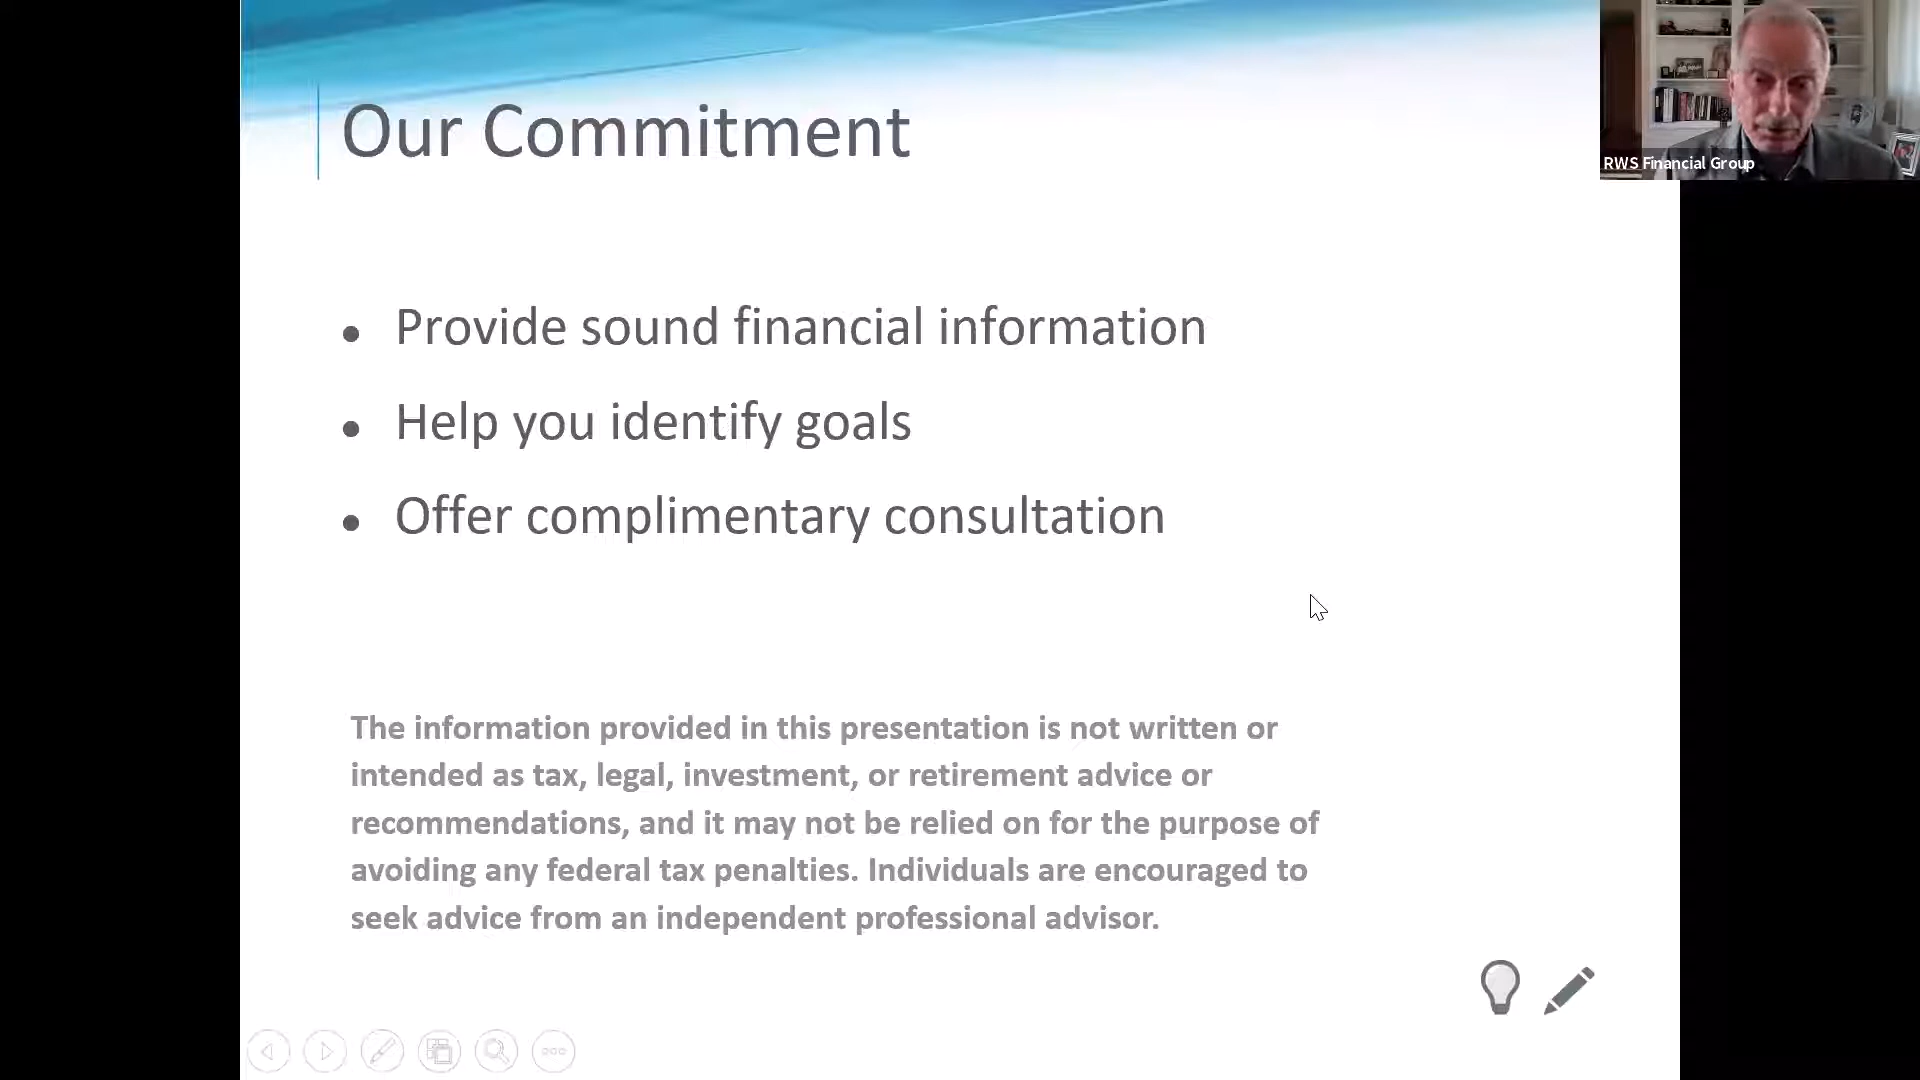 Our Commitment
RWS Financial Group
Provide sound financial information
Help you identify goals
Offer complimentary consultation
The information provided in this presentation is not written or
intended as tax, legal, investment, or retirement advice or
recommendations, and it may not be relied on for the purpose of
avoiding any federal tax penalties. Individuals are encouraged to
seek advice from an independent professional advisor.